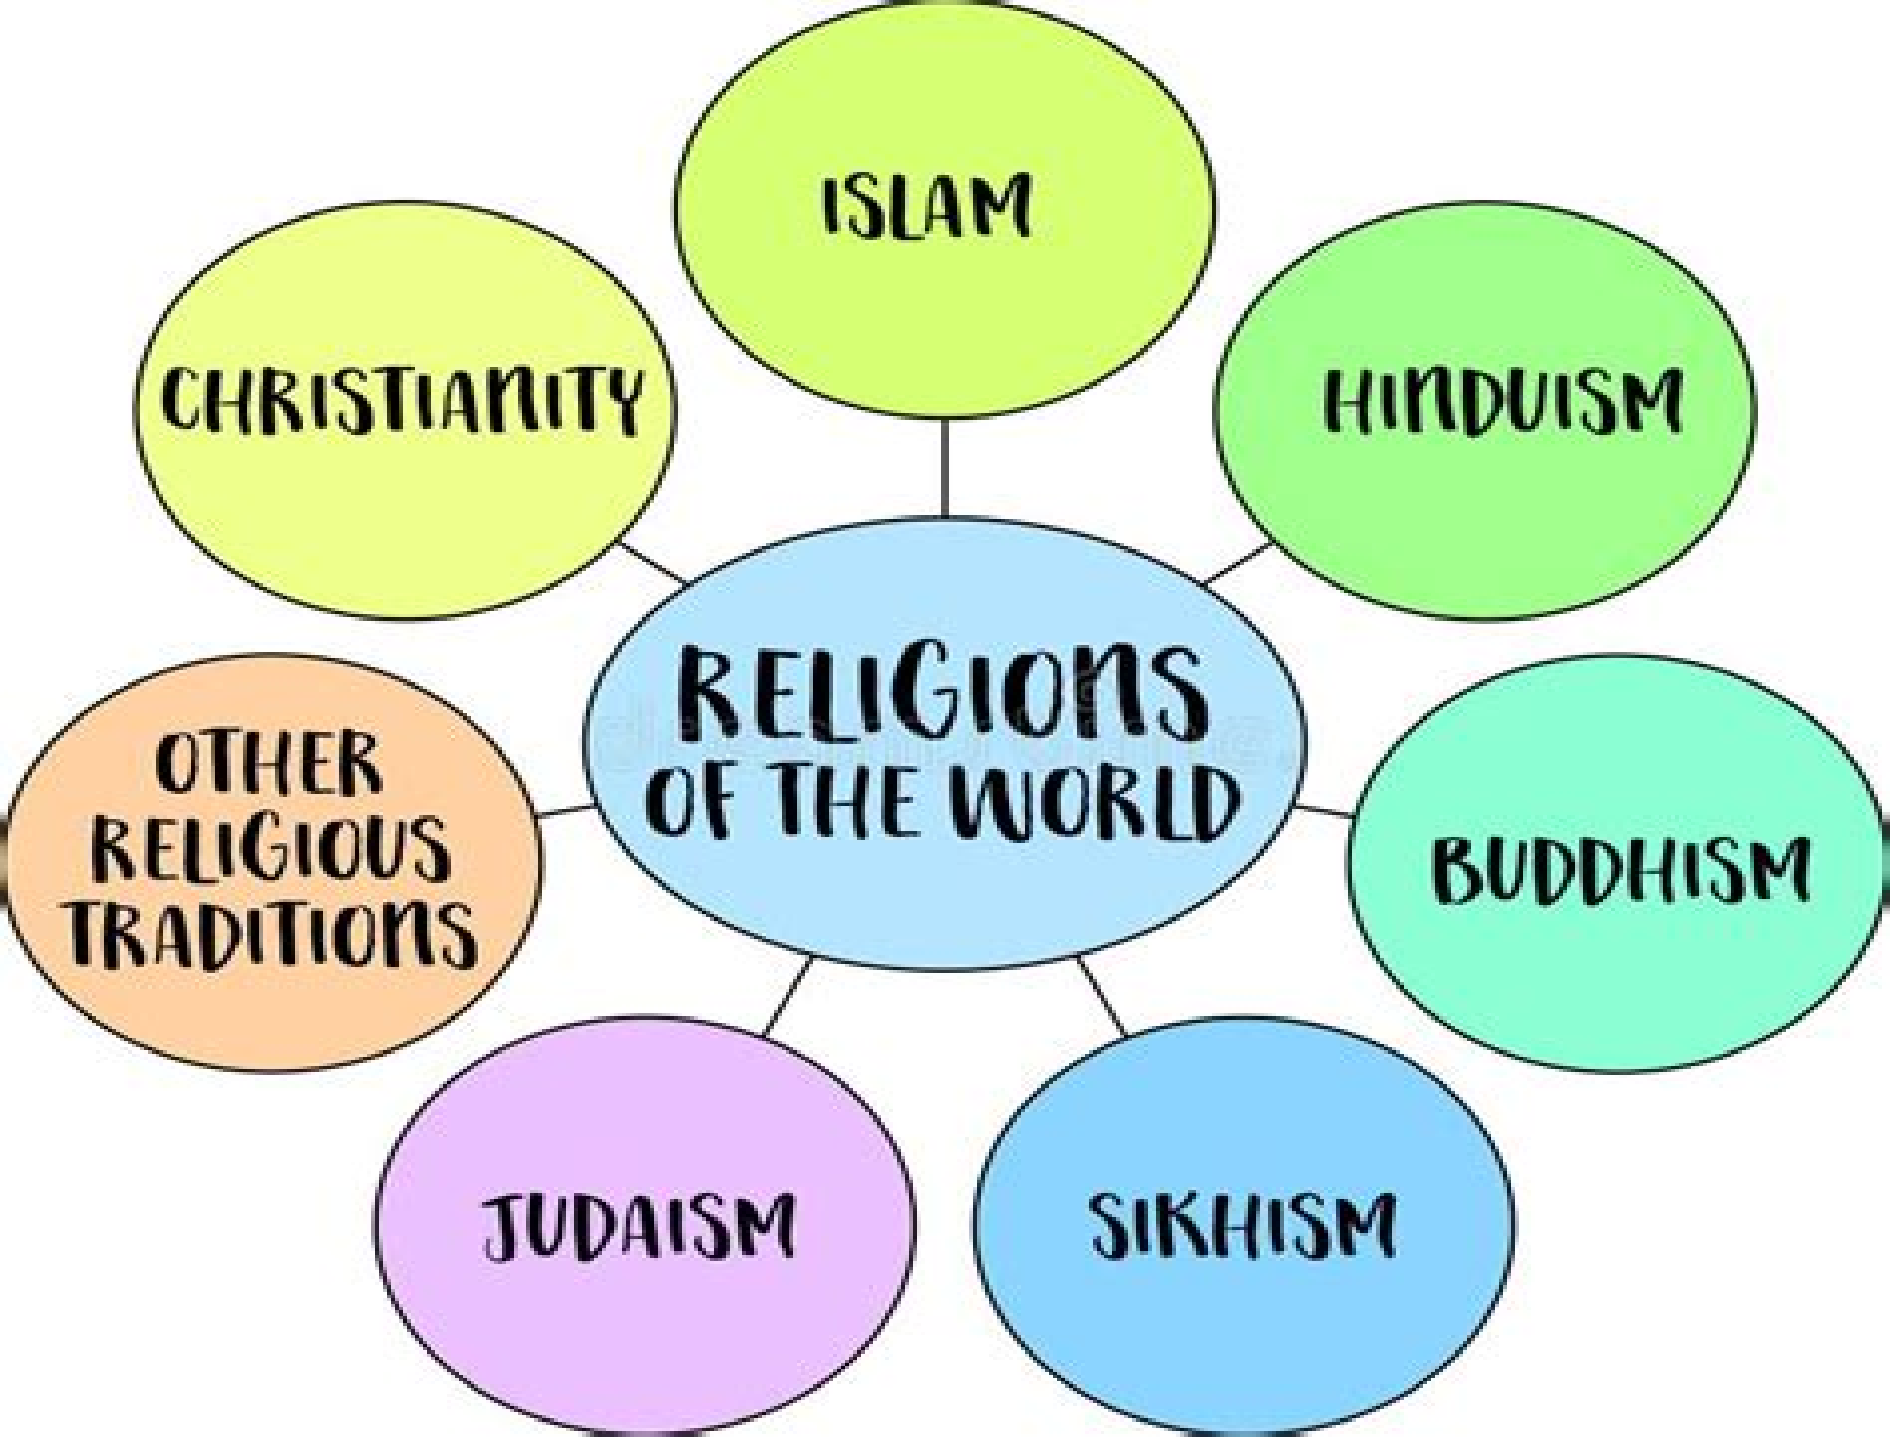 ISLAM
CHRISTIANITY
HINDUISM
RELIGIONS
OF THE WORLD
OTHER
RELIGIOUS
TRADITIONS
BUDDHISM
JUDAISM
SIKHISM